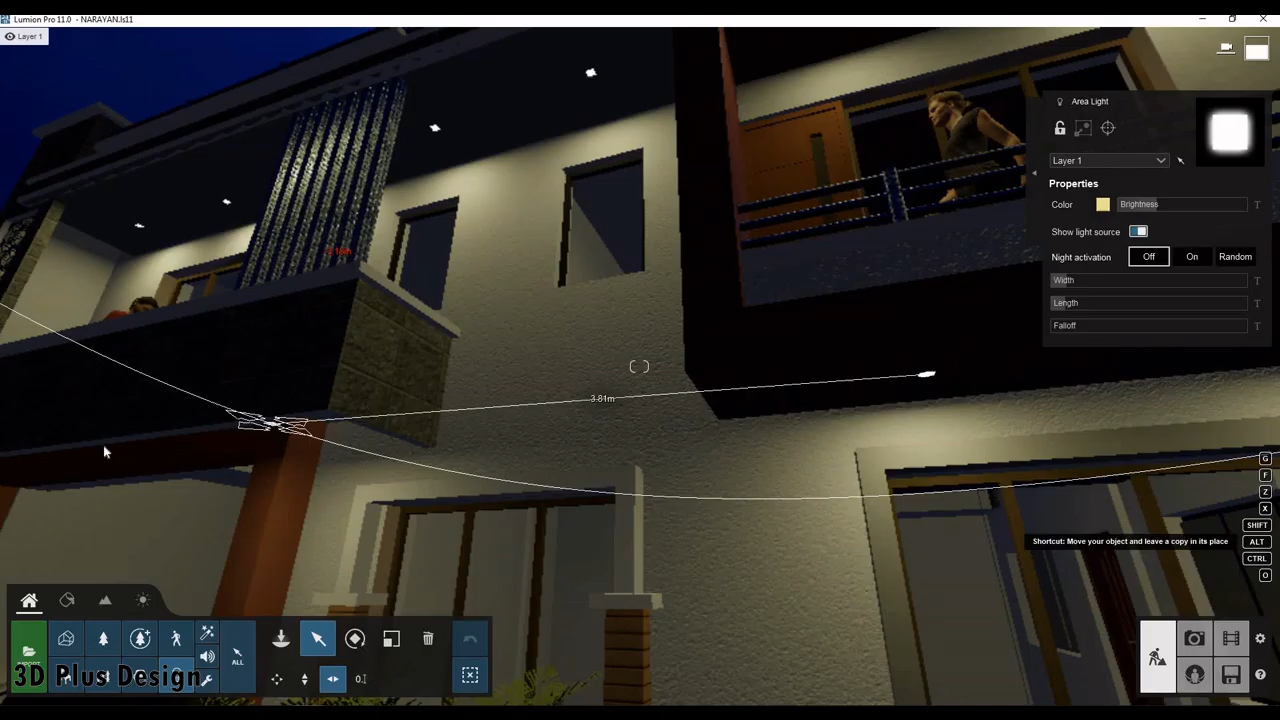 Lumion Pro 11.0 - NARAYAN.ls11
Layer 1
Area Light
Layer 1
Properties
Color
Brightness
T
Show light source
Night activation
Off
On
Random
Width
T
Length
T
Falloff
T
2.16m
3.81m
G
F
Z
X
SHIFT
Shortcut: Move your object and leave a copy in its place
ALT
CTRL
O
ALL
3D Plus Design
0.